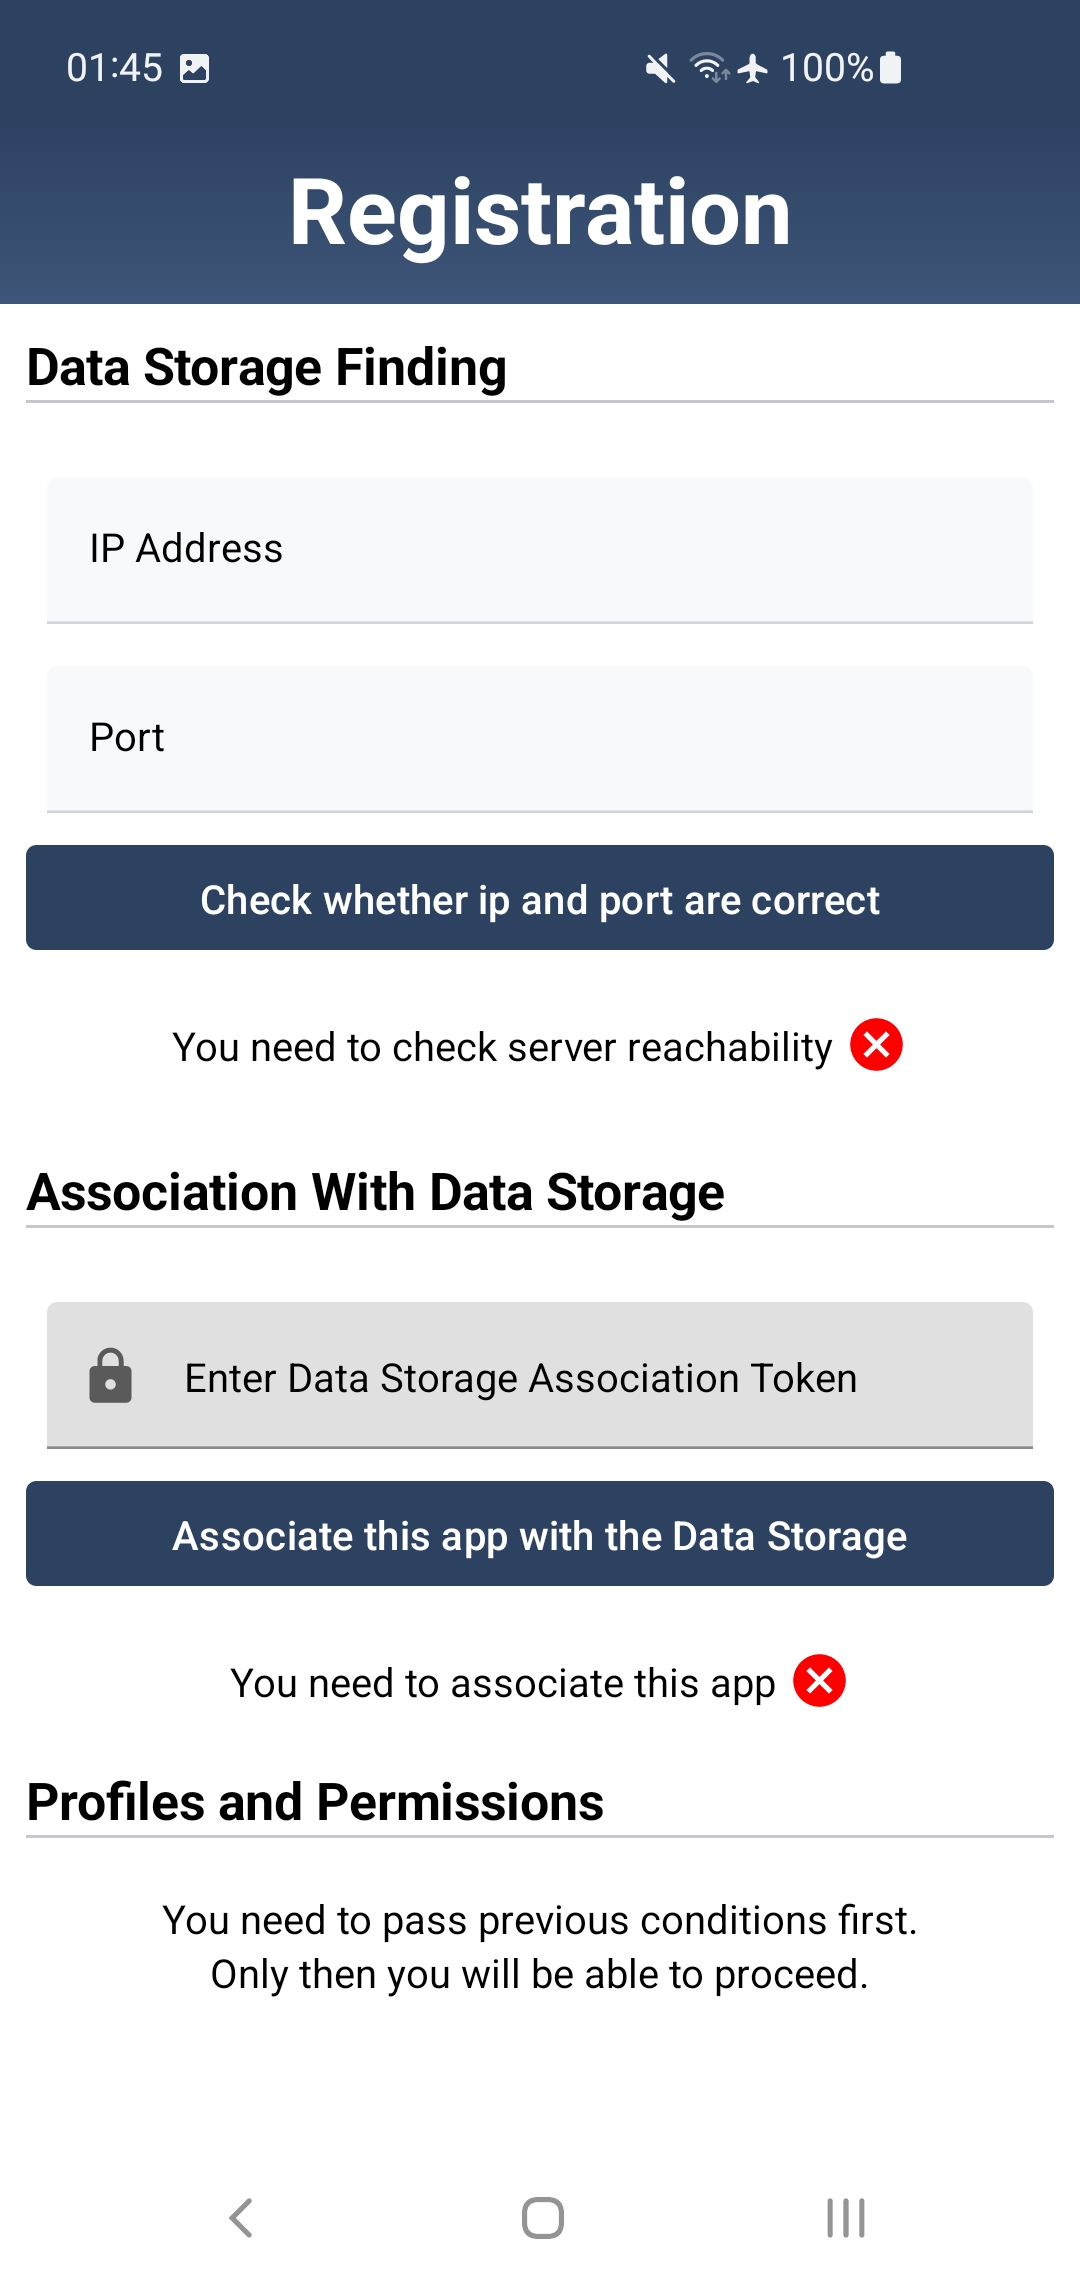 01:45 100%
Registration
Data Storage Finding
IP Address
Port
Check whether ip and port are correct
You need to check server reachability
Association With Data Storage
Enter Data Storage Association Token
Associate this app with the Data Storage
You need to associate this app
Profiles and Permissions
You need to pass previous conditions first.
Only then you will be able to proceed.